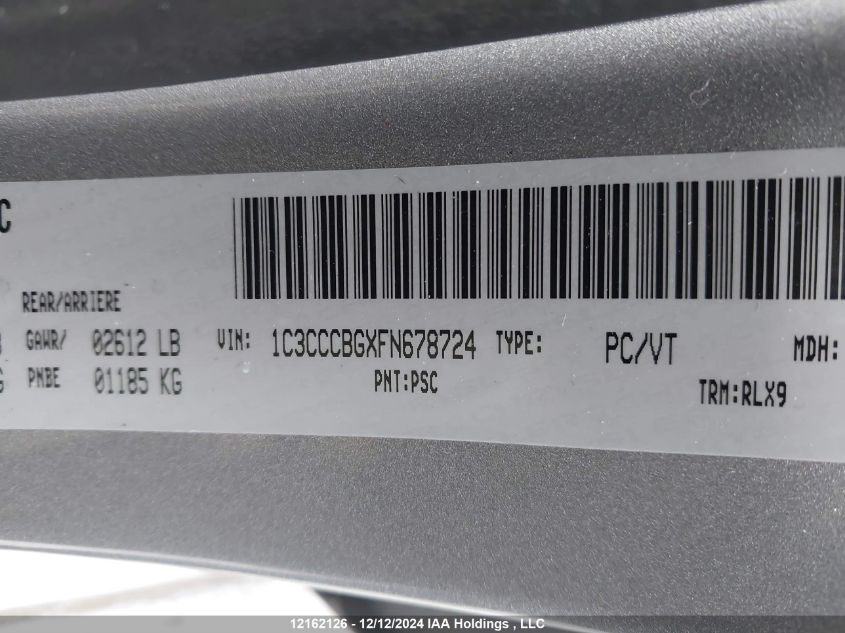 C
REAR/ARRIERE
GAWR/ 02612 LB VIN: 1C3CCCBGXFN678724 TYPE: PC/VT MDH:
G PNBE 01185 KG PNT:PSC TRM:RLX9
12162126 - 12/12/2024 IAA Holdings , LLC